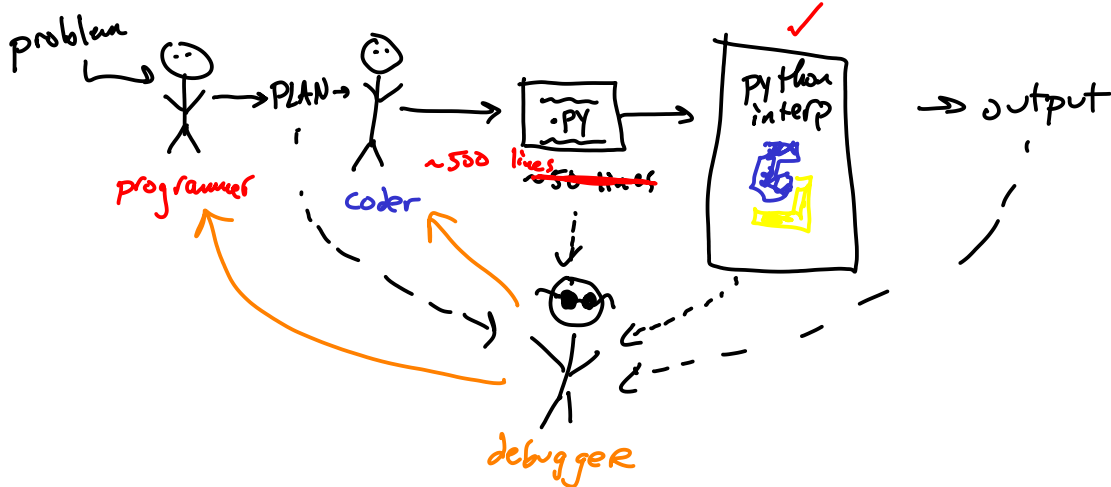 problem
PLAN
.PY
python
interp
output
~500 lines
~50 lines
programmer
coder
debuggeR